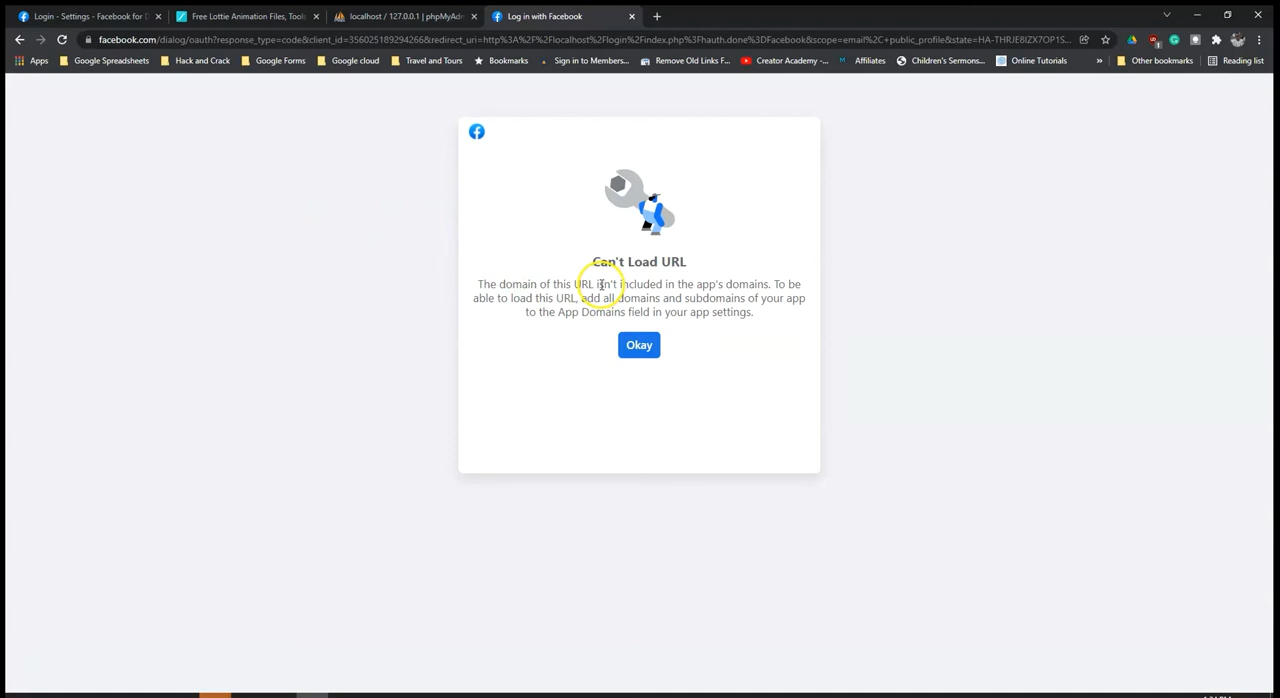 Login - Settings - Facebook for D
Free Lottie Animation Files, Tools
localhost / 127.0.0.1 | phpMyAdm
Log in with Facebook
facebook.com/dialog/oauth?response_type=code&client_id=356025189294266&redirect_uri=http%3A%2F%2Flocalhost%2Flogin%2Findex.php%3Fhauth.done%3DFacebook&scope=email%2C+public_profile&state=HA-THRJE8IZX7OP1S...
Apps
Google Spreadsheets
Hack and Crack
Google Forms
Google cloud
Travel and Tours
Bookmarks
Sign in to Members...
Remove Old Links F...
Creator Academy -...
Affiliates
Children's Sermons...
Online Tutorials
»
Other bookmarks
Reading list
Can't Load URL
The domain of this URL isn't included in the app's domains. To be
able to load this URL, add all domains and subdomains of your app
to the App Domains field in your app settings.
Okay